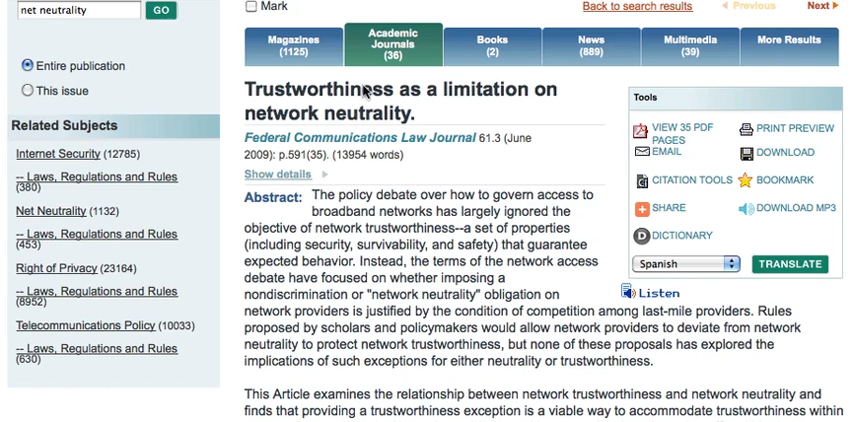 net neutrality
GO
Mark
Back to search results
Previous
Next
Magazines
(1125)
Academic
Journals
(36)
Books
(2)
News
(889)
Multimedia
(39)
More Results
Entire publication
This issue
Related Subjects
Internet Security (12785)
-- Laws, Regulations and Rules
(380)
Net Neutrality (1132)
-- Laws, Regulations and Rules
(453)
Right of Privacy (23164)
-- Laws, Regulations and Rules
(8952)
Telecommunications Policy (10033)
-- Laws, Regulations and Rules
(630)
Trustworthiness as a limitation on
network neutrality.
Federal Communications Law Journal 61.3 (June
2009): p.591(35). (13954 words)
Show details
Abstract: The policy debate over how to govern access to
broadband networks has largely ignored the
objective of network trustworthiness--a set of properties
(including security, survivability, and safety) that guarantee
expected behavior. Instead, the terms of the network access
debate have focused on whether imposing a
nondiscrimination or "network neutrality" obligation on
network providers is justified by the condition of competition among last-mile providers. Rules
proposed by scholars and policymakers would allow network providers to deviate from network
neutrality to protect network trustworthiness, but none of these proposals has explored the
implications of such exceptions for either neutrality or trustworthiness.
This Article examines the relationship between network trustworthiness and network neutrality and
finds that providing a trustworthiness exception is a viable way to accommodate trustworthiness within
Tools
VIEW 35 PDF
PAGES
PRINT PREVIEW
EMAIL
DOWNLOAD
CITATION TOOLS
BOOKMARK
SHARE
DOWNLOAD MP3
D
DICTIONARY
Spanish
TRANSLATE
Listen